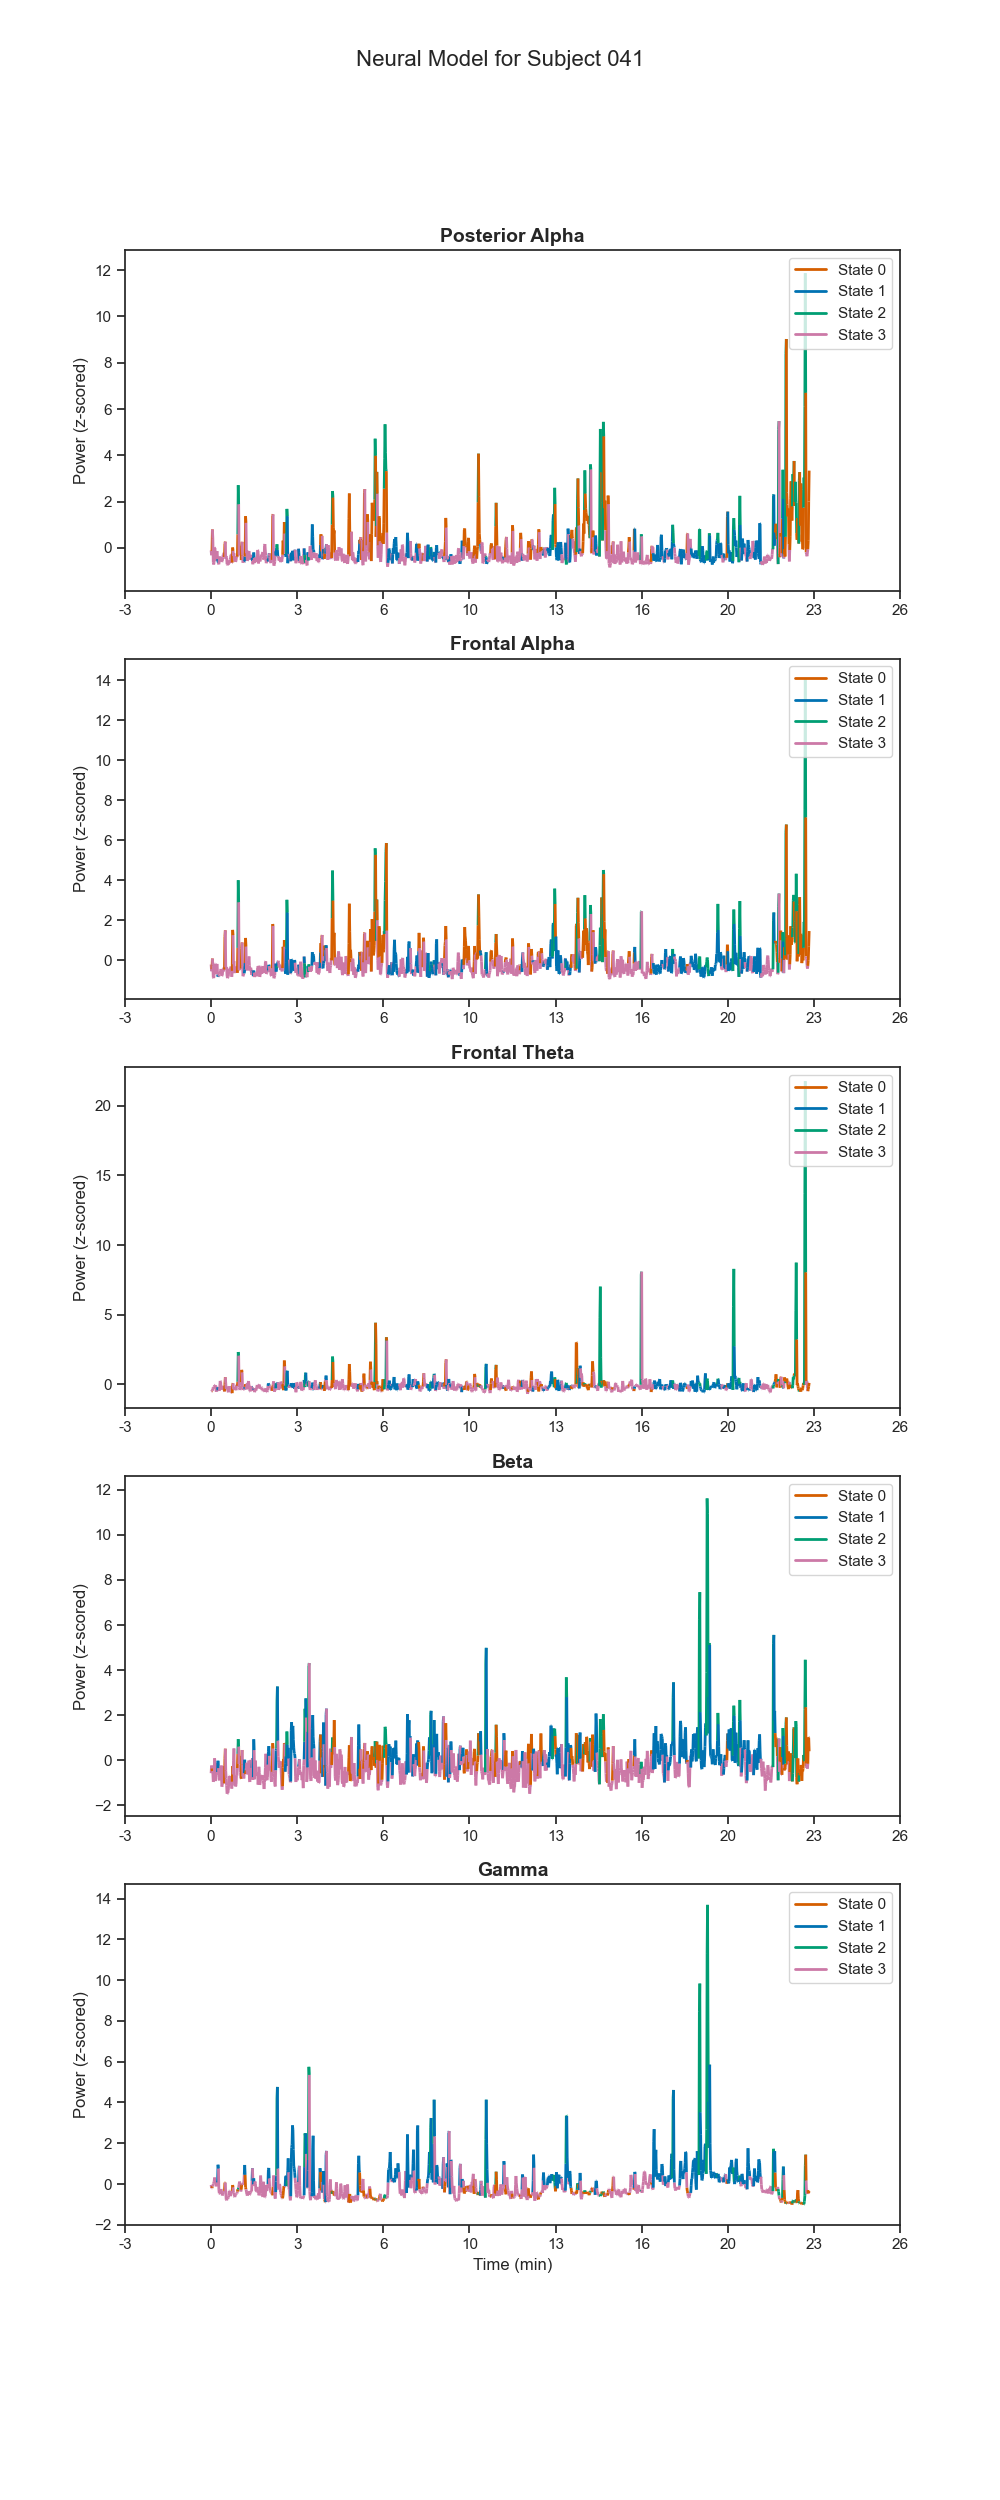 Neural Model for Subject 041
Posterior Alpha
Power (z-scored)
12
10
8
6
4
2
0
State 0
State 1
State 2
State 3
-3 0 3 6 10 13 16 20 23 26
Frontal Alpha
Power (z-scored)
14
12
10
8
6
4
2
0
State 0
State 1
State 2
State 3
-3 0 3 6 10 13 16 20 23 26
Frontal Theta
Power (z-scored)
20
15
10
5
0
State 0
State 1
State 2
State 3
-3 0 3 6 10 13 16 20 23 26
Beta
Power (z-scored)
12
10
8
6
4
2
0
−2
State 0
State 1
State 2
State 3
-3 0 3 6 10 13 16 20 23 26
Gamma
Power (z-scored)
14
12
10
8
6
4
2
0
−2
State 0
State 1
State 2
State 3
-3 0 3 6 10 13 16 20 23 26
Time (min)